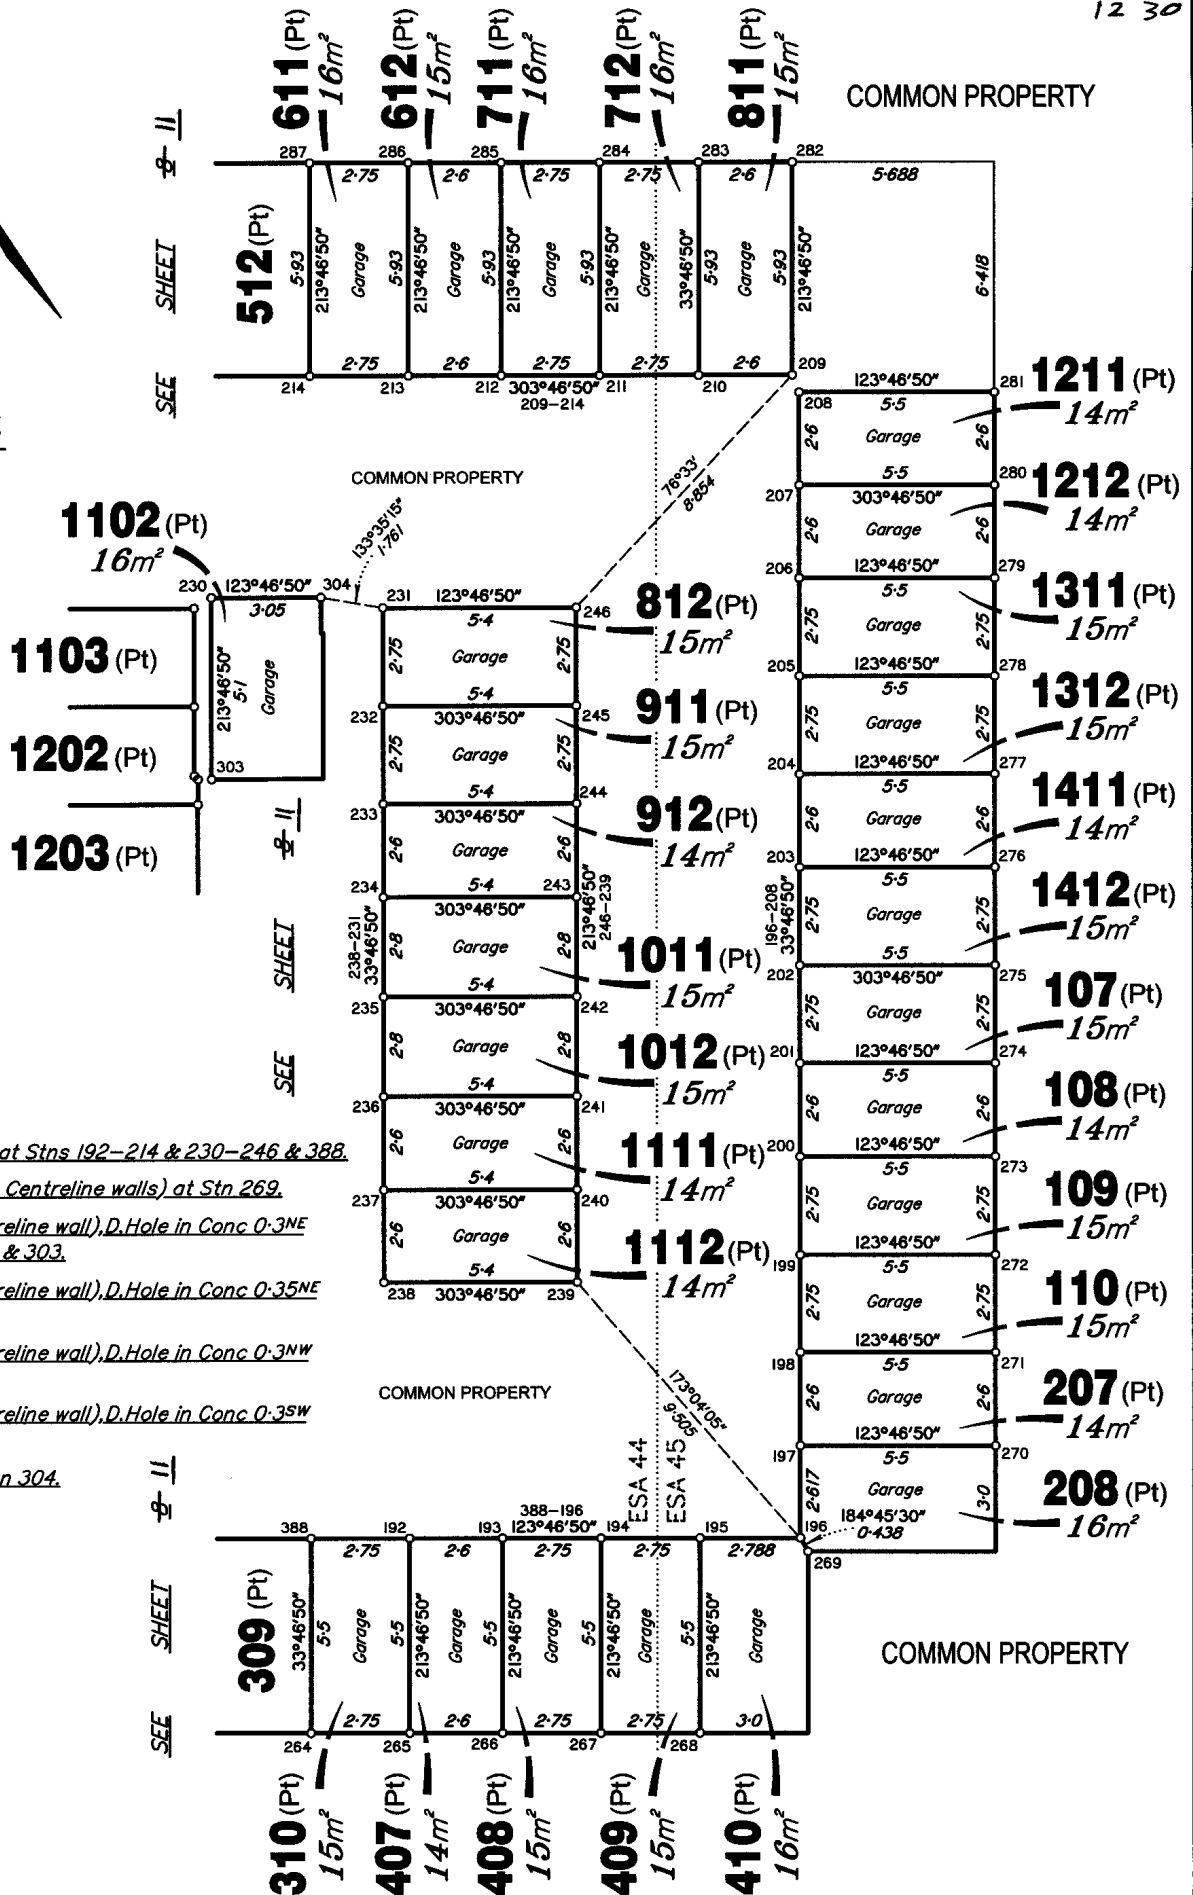 12 30
611 (Pt)
16m²
612 (Pt)
15m²
711 (Pt)
16m²
712 (Pt)
16m²
811 (Pt)
15m²
COMMON PROPERTY
SEE SHEET 8 11
512 (Pt)
287 286 285 284 283 282
2·75 2·6 2·75 2·75 2·6 5·688
5·93 213°46'50" Garage 5·93 213°46'50" Garage 5·93 213°46'50" Garage 5·93 Garage 33°46'50" 5·93 Garage 5·93 213°46'50"
6·418
2·75 2·6 2·75 2·75 2·6
214 213 212 303°46'50" 211 210 209
209-214
COMMON PROPERTY
76°33'
8·854
133°35'15"
1·761
1102 (Pt)
16m²
230 123°46'50" 304
3·05
213°46'50"
5·1
Garage
303
1103 (Pt)
1202 (Pt)
1203 (Pt)
SEE SHEET 8 11
231 123°46'50" 246
5·4
2·75 Garage 2·75
5·4
812 (Pt)
15m²
232 303°46'50" 245
2·75 Garage 2·75
5·4
911 (Pt)
15m²
233 303°46'50" 244
2·6 Garage 2·6
5·4
912 (Pt)
14m²
234 303°46'50" 243
238-231
33°46'50"
213°46'50"
246-239
2·8 Garage 2·8
5·4
1011 (Pt)
15m²
235 303°46'50" 242
2·8 Garage 2·8
5·4
1012 (Pt)
15m²
236 303°46'50" 241
2·6 Garage 2·6
5·4
1111 (Pt)
14m²
237 303°46'50" 240
2·6 Garage 2·6
5·4
1112 (Pt)
14m²
238 303°46'50" 239
208 123°46'50" 281
5·5
2·6 Garage 2·6
5·5
1211 (Pt)
14m²
207 303°46'50" 280
2·6 Garage 2·6
1212 (Pt)
14m²
206 279
5·5
2·75 Garage 2·75
123°46'50"
1311 (Pt)
15m²
205 278
5·5
2·75 Garage 2·75
123°46'50"
1312 (Pt)
15m²
204 277
5·5
2·6 Garage 2·6
123°46'50"
1411 (Pt)
14m²
203 276
5·5
196-208
33°46'50"
2·75 Garage 2·75
5·5
1412 (Pt)
15m²
202 303°46'50" 275
2·75 Garage 2·75
123°46'50"
107 (Pt)
15m²
201 274
5·5
2·6 Garage 2·6
123°46'50"
108 (Pt)
14m²
200 273
5·5
2·75 Garage 2·75
123°46'50"
109 (Pt)
15m²
199 272
5·5
2·75 Garage 2·75
123°46'50"
110 (Pt)
15m²
198 271
5·5
2·6 Garage 2·6
123°46'50"
207 (Pt)
14m²
197 270
5·5
2·617 Garage 3·0
184°45'30"
0·438
208 (Pt)
16m²
196
269
at Stns 192-214 & 230-246 & 388.
Centreline walls) at Stn 269.
reline wall),D.Hole in Conc 0·3NE
& 303.
reline wall),D.Hole in Conc 0·35NE
reline wall),D.Hole in Conc 0·3NW
reline wall),D.Hole in Conc 0·3SW
n 304.
COMMON PROPERTY
173°04'05"
9·505
ESA 44
ESA 45
SEE SHEET 8 11
309 (Pt)
388-196
388 192 193 123°46'50" 194 195
2·75 2·6 2·75 2·75 2·788
33°46'50" 5·5 Garage 5·5 213°46'50" Garage 213°46'50" Garage 5·5 213°46'50" Garage 5·5 213°46'50" Garage
2·75 2·6 2·75 2·75 3·0
264 265 266 267 268
COMMON PROPERTY
310 (Pt)
15m²
407 (Pt)
14m²
408 (Pt)
15m²
409 (Pt)
15m²
410 (Pt)
16m²